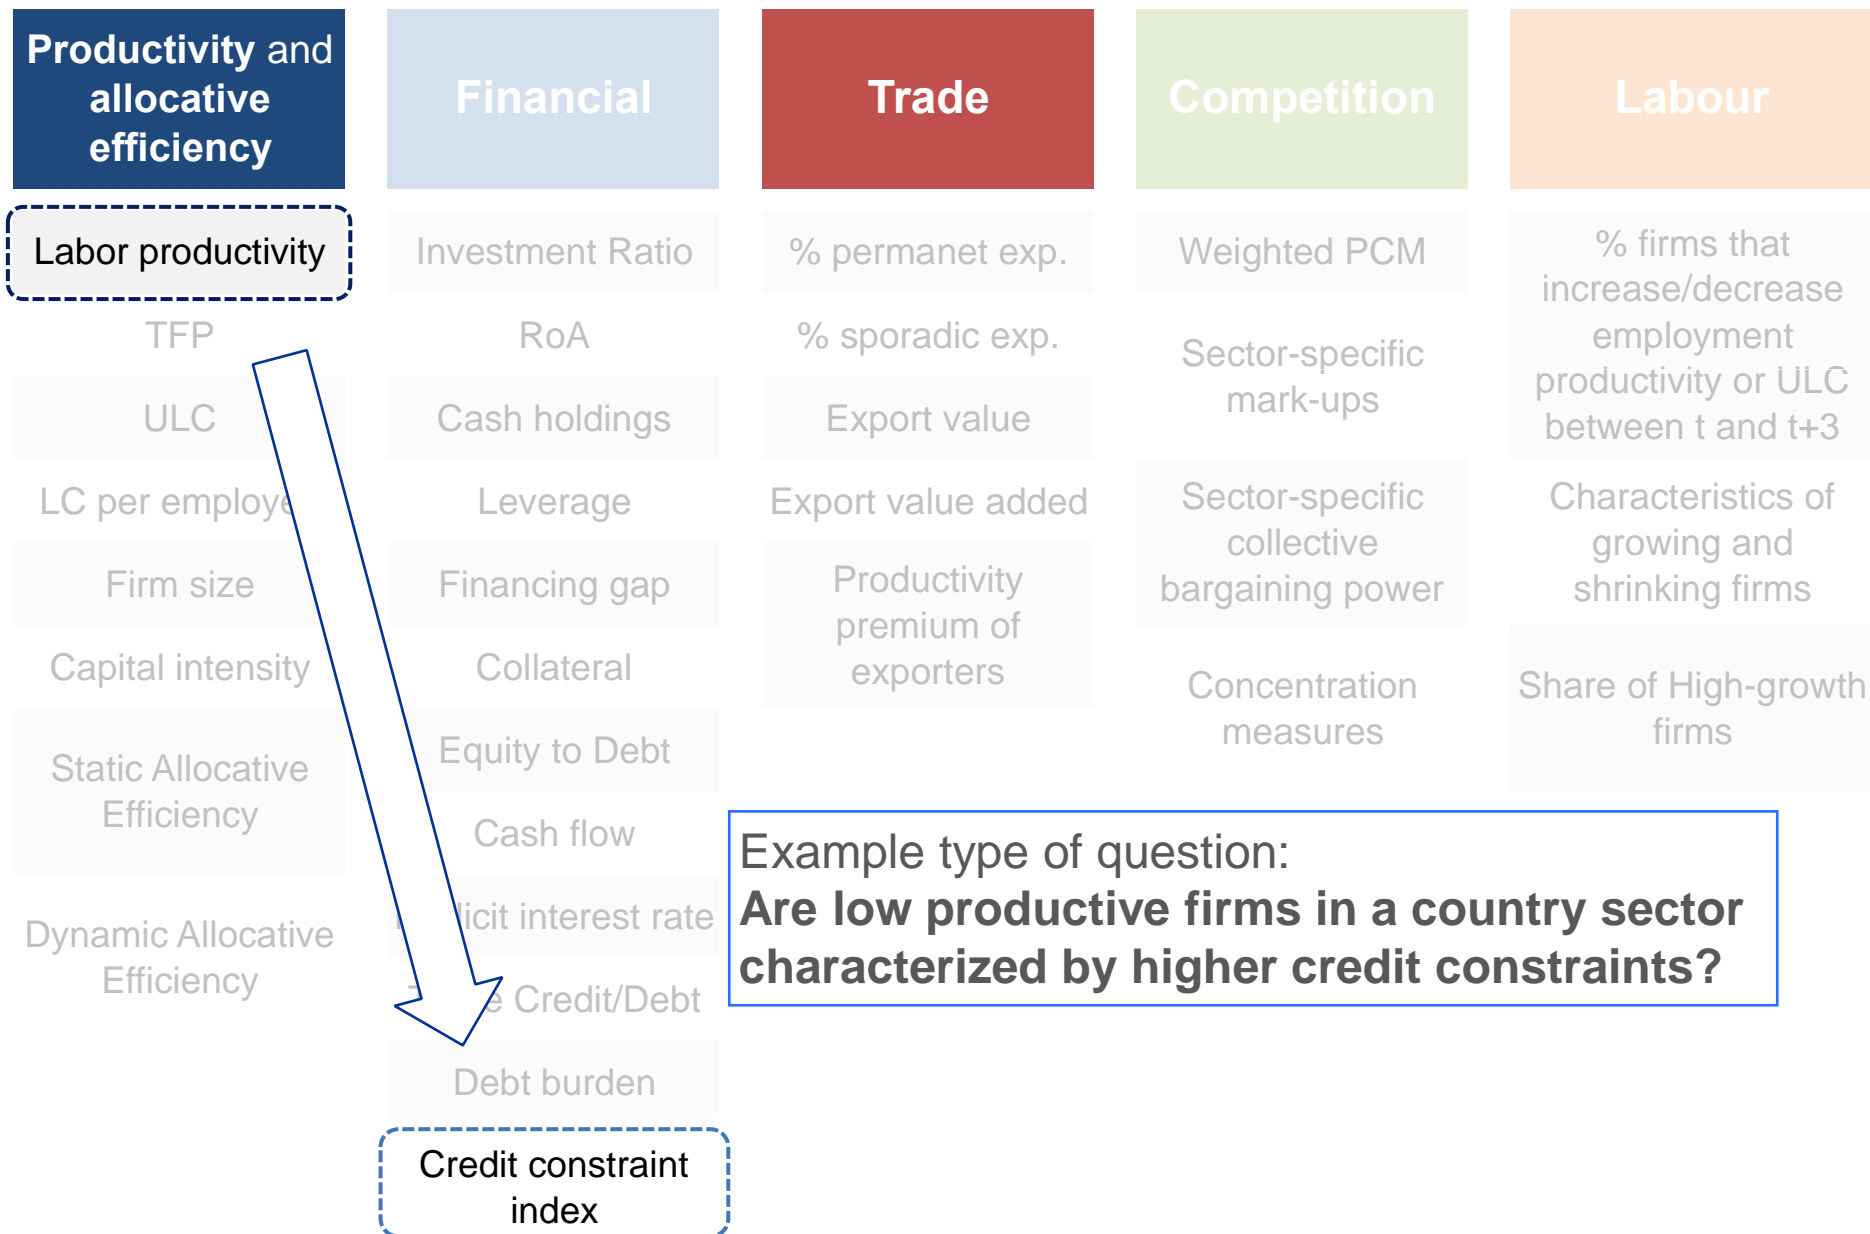 Productivity and
allocative
efficiency
Financial
Trade
Competition
Labour
Labor productivity
TFP
ULC
LC per employe
Firm size
Capital intensity
Static Allocative
Efficiency
Dynamic Allocative
Efficiency
Investment Ratio
RoA
Cash holdings
Leverage
Financing gap
Collateral
Equity to Debt
Cash flow
licit interest rate
Credit/Debt
Debt burden
Credit constraint
index
% permanet exp.
% sporadic exp.
Export value
Export value added
Productivity
premium of
exporters
Weighted PCM
Sector-specific
mark-ups
Sector-specific
collective
bargaining power
Concentration
measures
% firms that
increase/decrease
employment
productivity or ULC
between t and t+3
Characteristics of
growing and
shrinking firms
Share of High-growth
firms
Example type of question:
Are low productive firms in a country sector
characterized by higher credit constraints?